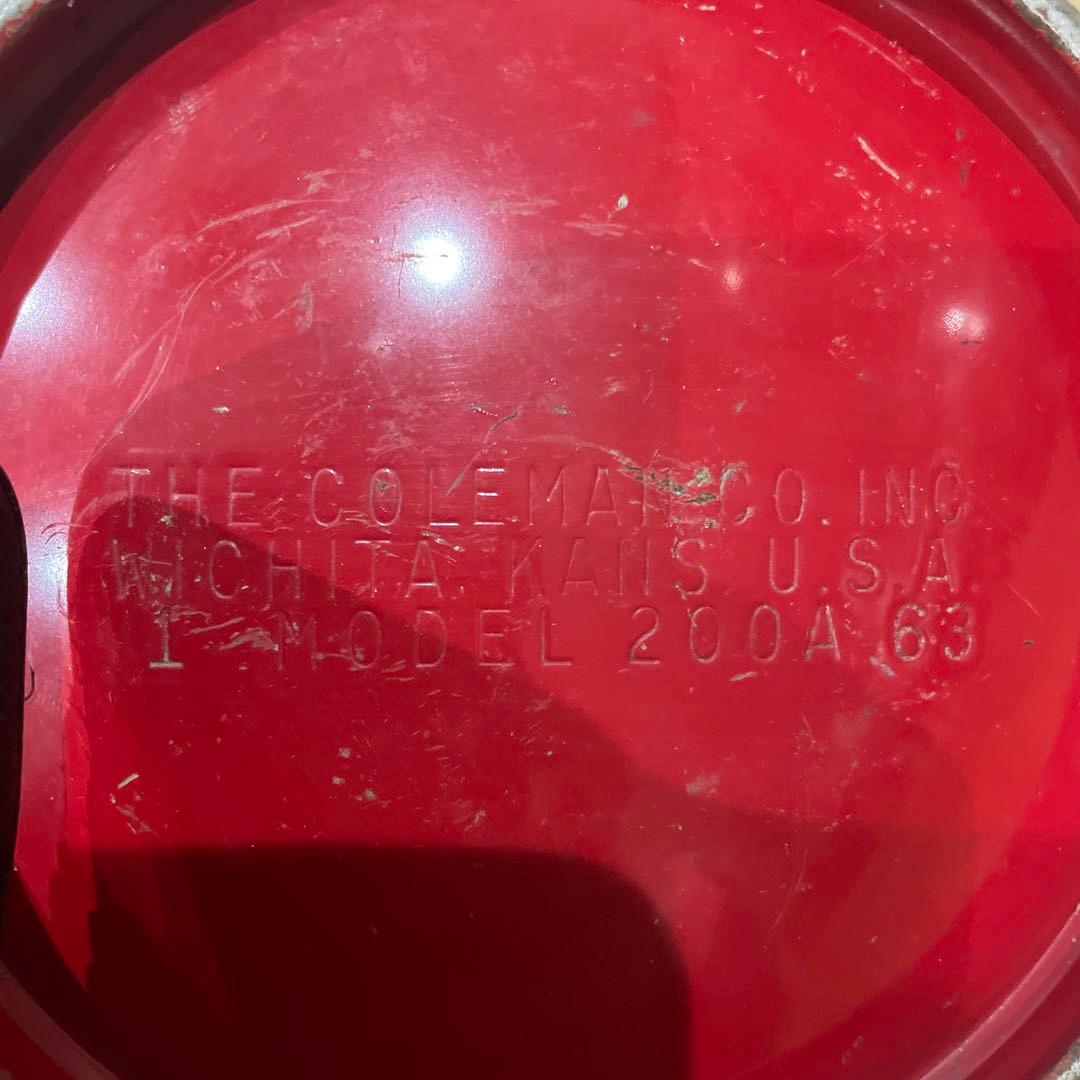 THE COLEMAN CO. INC
WICHITA, KANS. U.S.A.
1 MODEL 200A 63